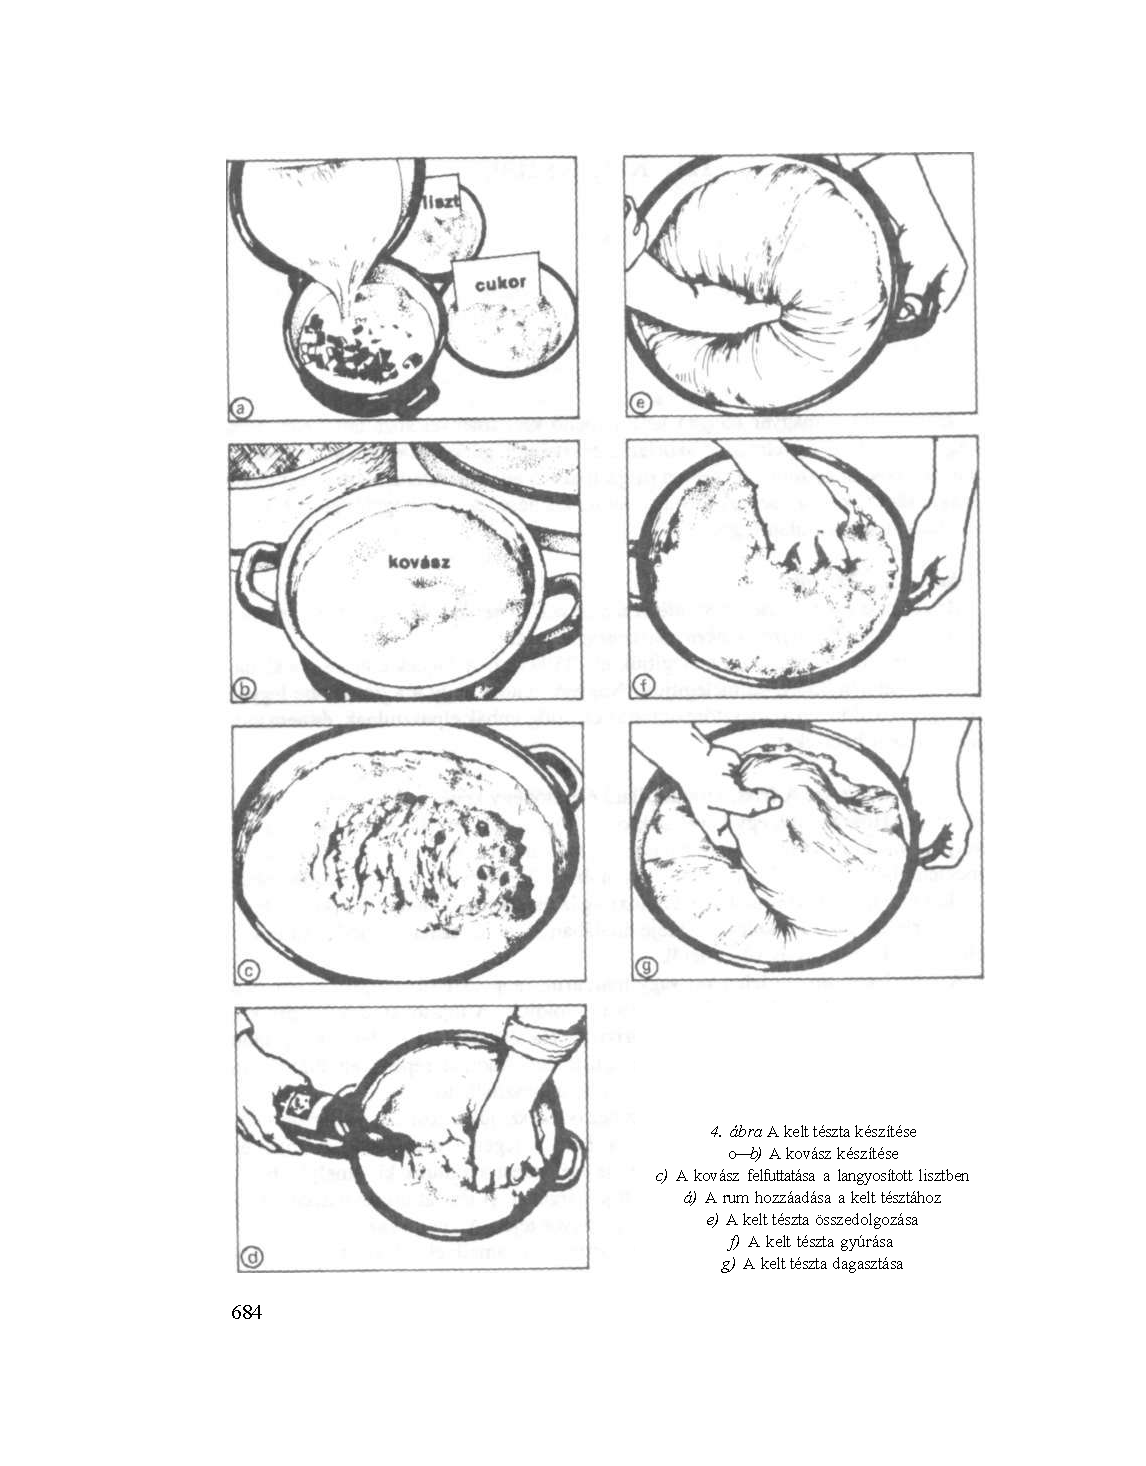 liszt
cukor
a
kovász
b
c
d
e
f
g
4. ábra A kelt tészta készítése
o—b) A kovász készítése
c) A kovász felfuttatása a langyosított lisztben
á) A rum hozzáadása a kelt tésztához
e) A kelt tészta összedolgozása
f) A kelt tészta gyúrása
g) A kelt tészta dagasztása
684